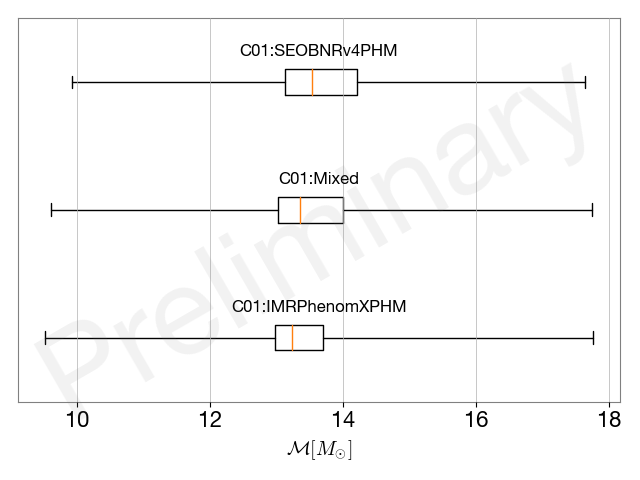 C01:SEOBNRv4PHM
C01:Mixed
C01:IMRPhenomXPHM
Preliminary
10 12 14 16 18
ℳ[M⊙]